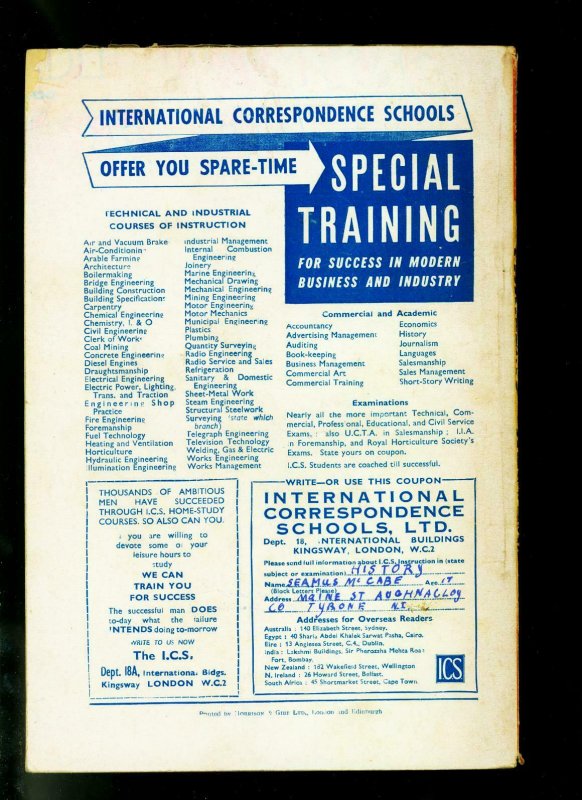 INTERNATIONAL CORRESPONDENCE SCHOOLS
OFFER YOU SPARE-TIME
SPECIAL
TRAINING
FOR SUCCESS IN MODERN
BUSINESS AND INDUSTRY
TECHNICAL AND INDUSTRIAL
COURSES OF INSTRUCTION
Air and Vacuum Brake
Air-Conditionin
Arable Farming
Architecture
Boilermaking
Bridge Engineering
Building Construction
Building Specifications
Carpentry
Chemical Engineering
Chemistry, I. & O
Civil Engineering
Clerk of Works
Coal Mining
Concrete Engineering
Diesel Engines
Draughtsmanship
Electrical Engineering
Electric Power, Lighting,
Trans. and Traction
Engineering Shop
Practice
Fire Engineering
Foremanship
Fuel Technology
Heating and Ventilation
Horticulture
Hydraulic Engineering
Illumination Engineering
Industrial Management
Internal Combustion
Engineering
Joinery
Marine Engineering
Mechanical Drawing
Mechanical Engineering
Mining Engineering
Motor Engineering
Motor Mechanics
Municipal Engineering
Plastics
Plumbing
Quantity Surveying
Radio Engineering
Radio Service and Sales
Refrigeration
Sanitary & Domestic
Engineering
Sheet-Metal Work
Steam Engineering
Structural Steelwork
Surveying (state which
branch)
Telegraph Engineering
Television Technology
Welding, Gas & Electric
Works Engineering
Works Management
Commercial and Academic
Accountancy
Advertising Management
Auditing
Book-keeping
Business Management
Commercial Art
Commercial Training
Economics
History
Journalism
Languages
Salesmanship
Sales Management
Short-Story Writing
Examinations
Nearly all the more important Technical, Com-
mercial, Professional, Educational, and Civil Service
Exams.: also U.C.T.A. in Salesmanship: I.I.A.
in Foremanship, and Royal Horticulture Society's
Exams. State yours on coupon.
I.C.S. Students are coached till successful.
THOUSANDS OF AMBITIOUS
MEN HAVE SUCCEEDED
THROUGH I.C.S. HOME-STUDY
COURSES. SO ALSO CAN YOU.
you are willing to
devote some of your
leisure hours to
study
WE CAN
TRAIN YOU
FOR SUCCESS
The successful man DOES
to-day what the failure
INTENDS doing to-morrow
WRITE TO US NOW
The I.C.S.
Dept. 18A, International Bldgs.
Kingsway LONDON W.C.2
WRITE—OR USE THIS COUPON
INTERNATIONAL
CORRESPONDENCE
SCHOOLS, LTD.
Dept. 18, INTERNATIONAL BUILDINGS
KINGSWAY, LONDON, W.C.2
Please send full information about I.C.S. Instruction in (state
subject or examination) HISTORY
Name SEAMUS McCABE Age 17
(Block Letters Please)
Address MAINE ST AUGHNACLOY
CO TYRONE N.I.
Addresses for Overseas Readers
Australia : 140 Elizabeth Street, Sydney.
Egypt : 40 Sharia Abdel Khalek Sarwat Pasha, Cairo.
Eire : 13 Anglesea Street, C.4., Dublin.
India : Lakshmi Buildings, Sir Pherozsha Mehta Road
Fort, Bombay.
New Zealand : 182 Wakefield Street, Wellington
N. Ireland : 26 Howard Street, Belfast.
South Africa : 45 Shortmarket Street, Cape Town.
ICS
Printed by MORRISON & GIBB LTD., London and Edinburgh